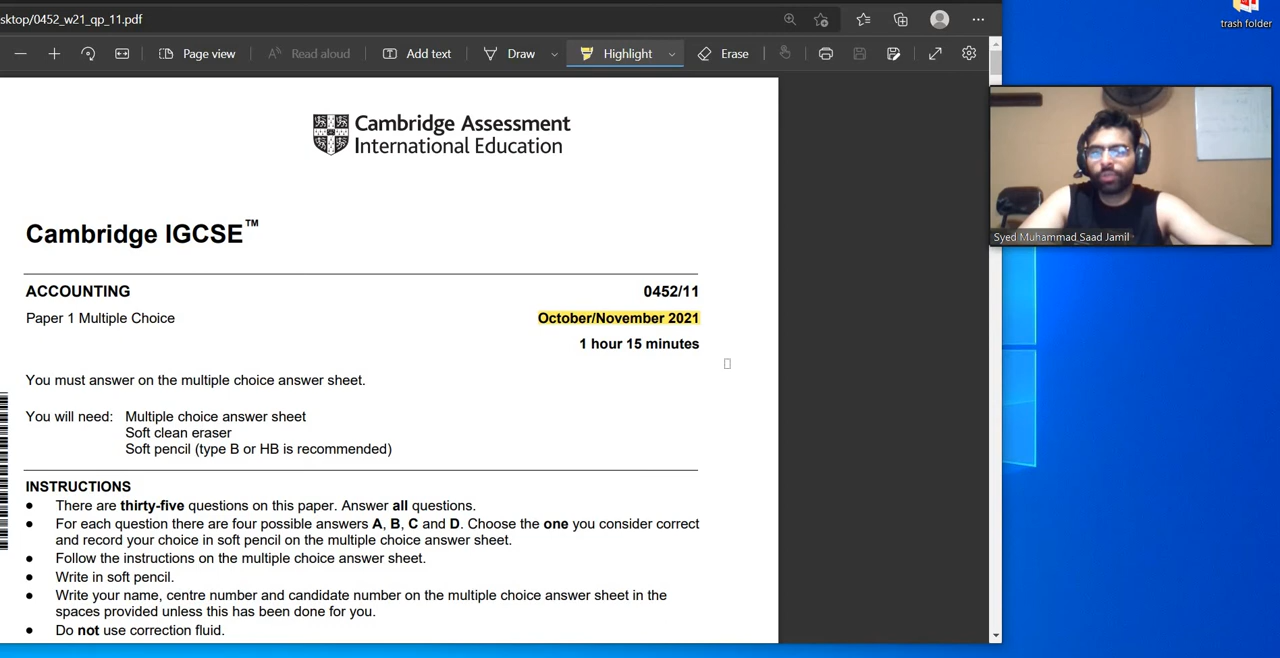 sktop/0452_w21_qp_11.pdf
trash folder
Page view
Read aloud
Add text
Draw
Highlight
Erase
Cambridge Assessment
International Education
Syed Muhammad Saad Jamil
Cambridge IGCSE™
ACCOUNTING 0452/11
Paper 1 Multiple Choice October/November 2021
1 hour 15 minutes
You must answer on the multiple choice answer sheet.
You will need: Multiple choice answer sheet
Soft clean eraser
Soft pencil (type B or HB is recommended)
INSTRUCTIONS
● There are thirty-five questions on this paper. Answer all questions.
● For each question there are four possible answers A, B, C and D. Choose the one you consider correct
and record your choice in soft pencil on the multiple choice answer sheet.
● Follow the instructions on the multiple choice answer sheet.
● Write in soft pencil.
● Write your name, centre number and candidate number on the multiple choice answer sheet in the
spaces provided unless this has been done for you.
● Do not use correction fluid.